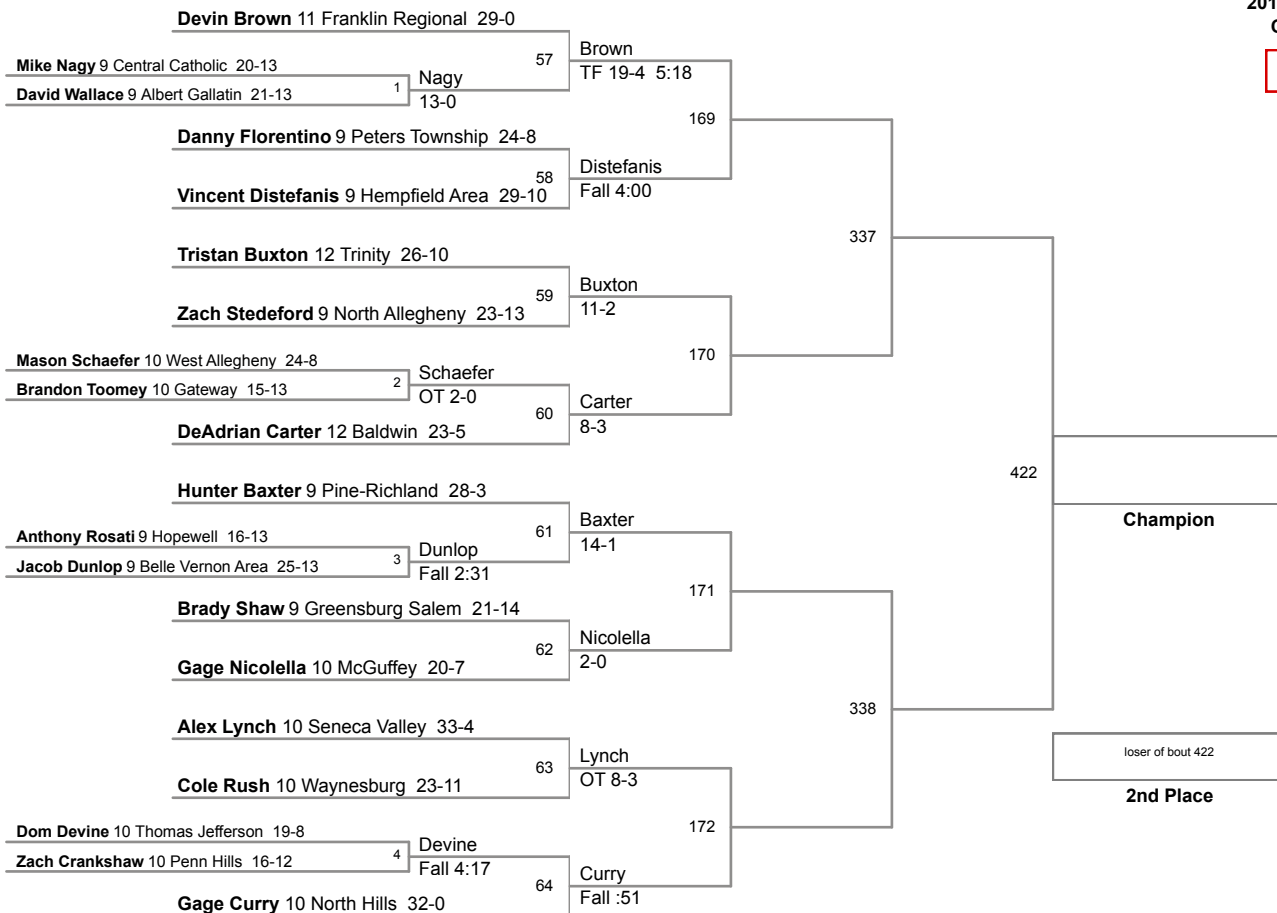 201
Devin Brown 11 Franklin Regional 29-0
57
Brown
TF 19-4 5:18
Mike Nagy 9 Central Catholic 20-13
David Wallace 9 Albert Gallatin 21-13
1
Nagy
13-0
169
Danny Florentino 9 Peters Township 24-8
58
Distefanis
Fall 4:00
Vincent Distefanis 9 Hempfield Area 29-10
337
Tristan Buxton 12 Trinity 26-10
59
Buxton
11-2
Zach Stedeford 9 North Allegheny 23-13
170
Mason Schaefer 10 West Allegheny 24-8
Brandon Toomey 10 Gateway 15-13
2
Schaefer
OT 2-0
60
Carter
8-3
DeAdrian Carter 12 Baldwin 23-5
422
Champion
Hunter Baxter 9 Pine-Richland 28-3
61
Baxter
14-1
Anthony Rosati 9 Hopewell 16-13
Jacob Dunlop 9 Belle Vernon Area 25-13
3
Dunlop
Fall 2:31
171
Brady Shaw 9 Greensburg Salem 21-14
62
Nicolella
2-0
Gage Nicolella 10 McGuffey 20-7
338
Alex Lynch 10 Seneca Valley 33-4
63
Lynch
OT 8-3
Cole Rush 10 Waynesburg 23-11
loser of bout 422
2nd Place
172
Dom Devine 10 Thomas Jefferson 19-8
Zach Crankshaw 10 Penn Hills 16-12
4
Devine
Fall 4:17
64
Curry
Fall :51
Gage Curry 10 North Hills 32-0